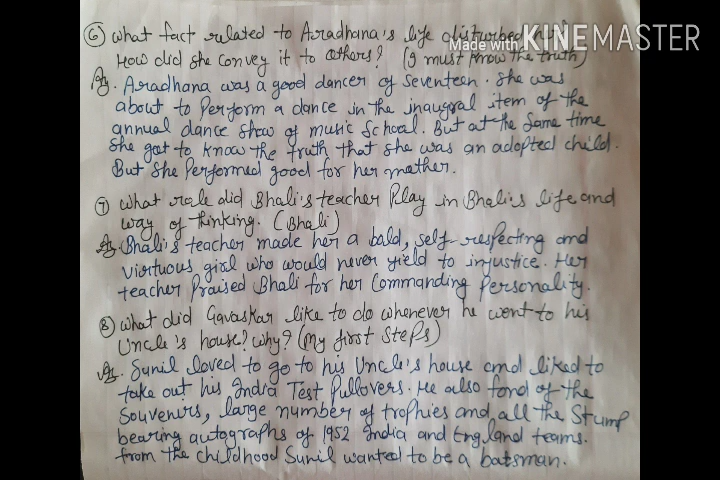 ⑥ What fact related to Aradhana's life disturbed
Made with KINEMASTER
How did she convey it to others? (I must know the truth)
Ans. Aradhana was a good dancer of seventeen. She was
about to perform a dance in the inaugral item of the
annual dance show of music School. But at the same time
she got to know the truth that she was an adopted child.
But she performed good for her mother.
⑦ What role did Bhali's teacher play in Bhali's life and
way of thinking. (Bhali)
Ans. Bhali's teacher made her a bald, self-respecting and
virtuous girl who would never yield to injustice. Her
teacher praised Bhali for her Commanding Personality.
⑧ What did Gavaskar like to do whenever he went to his
Uncle's house? Why? (My first Steps)
Ans. Sunil loved to go to his Uncle's house and liked to
take out his India Test Pullovers. He also fond of the
Souvenirs, large number of trophies and, all the Stump
bearing autographs of 1952 India and England teams.
from the childhood Sunil wanted to be a batsman.